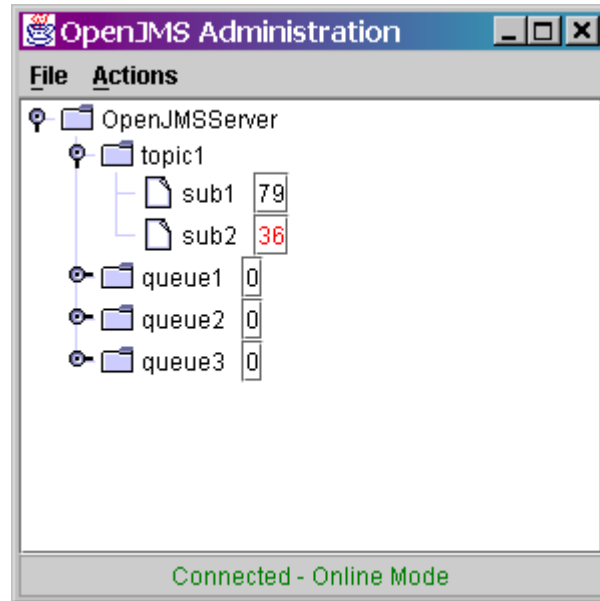 OpenJMS Administration
File Actions
OpenJMSServer
topic1
sub1 79
sub2 36
queue1 0
queue2 0
queue3 0
Connected - Online Mode